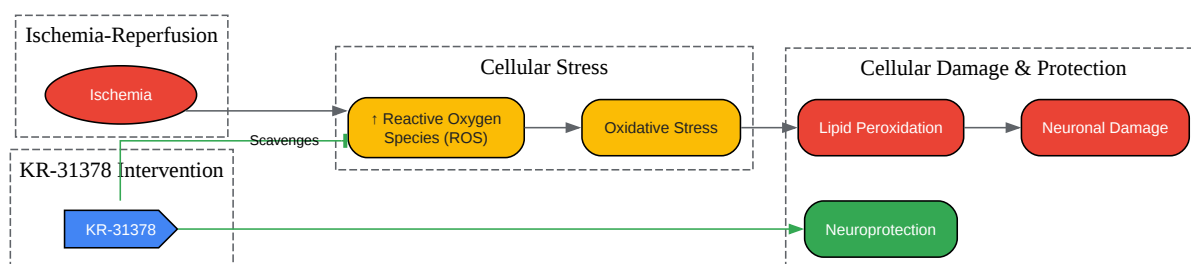 Ischemia-Reperfusion
Ischemia
Cellular Stress
↑ Reactive Oxygen
Species (ROS)
Oxidative Stress
Cellular Damage & Protection
Lipid Peroxidation
Neuronal Damage
Scavenges
KR-31378 Intervention
KR-31378
Neuroprotection